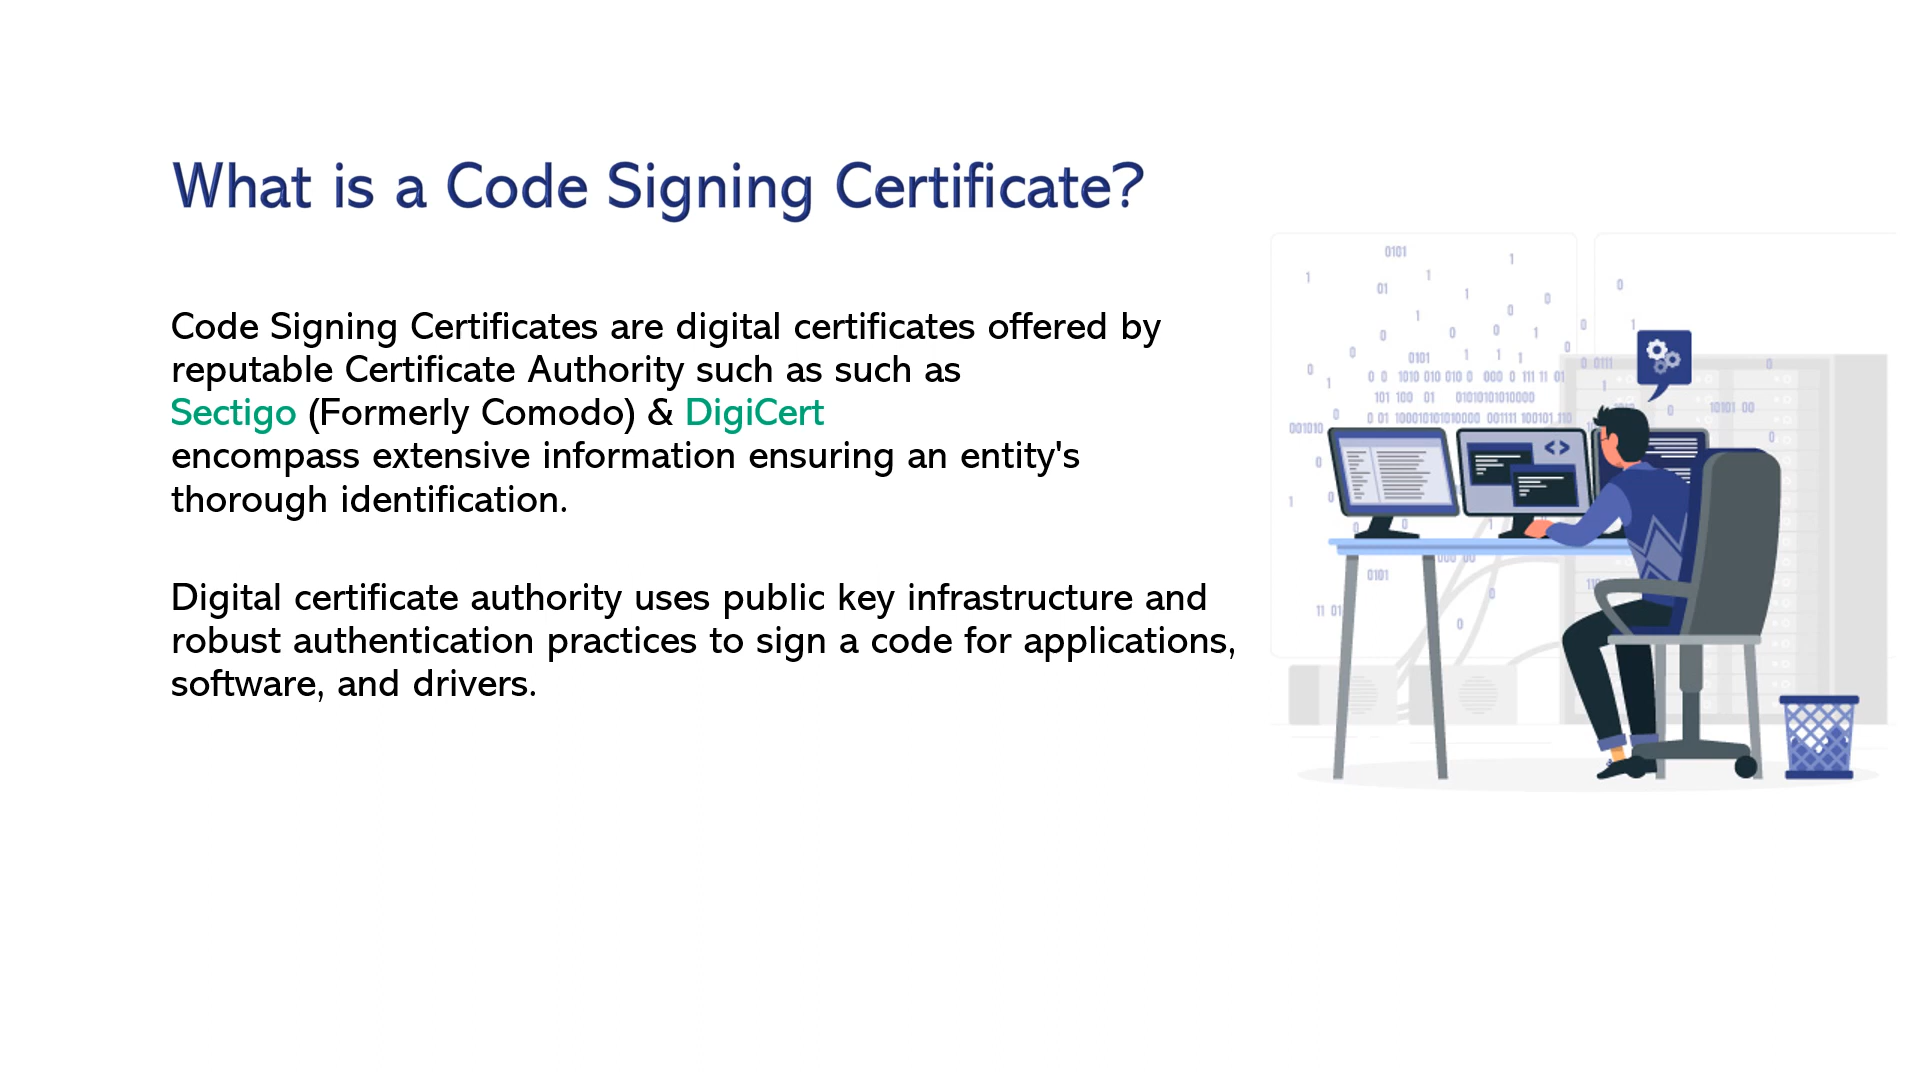 What is a Code Signing Certificate?
Code Signing Certificates are digital certificates offered by
reputable Certificate Authority such as such as
Sectigo (Formerly Comodo) & DigiCert
encompass extensive information ensuring an entity's
thorough identification.
Digital certificate authority uses public key infrastructure and
robust authentication practices to sign a code for applications,
software, and drivers.